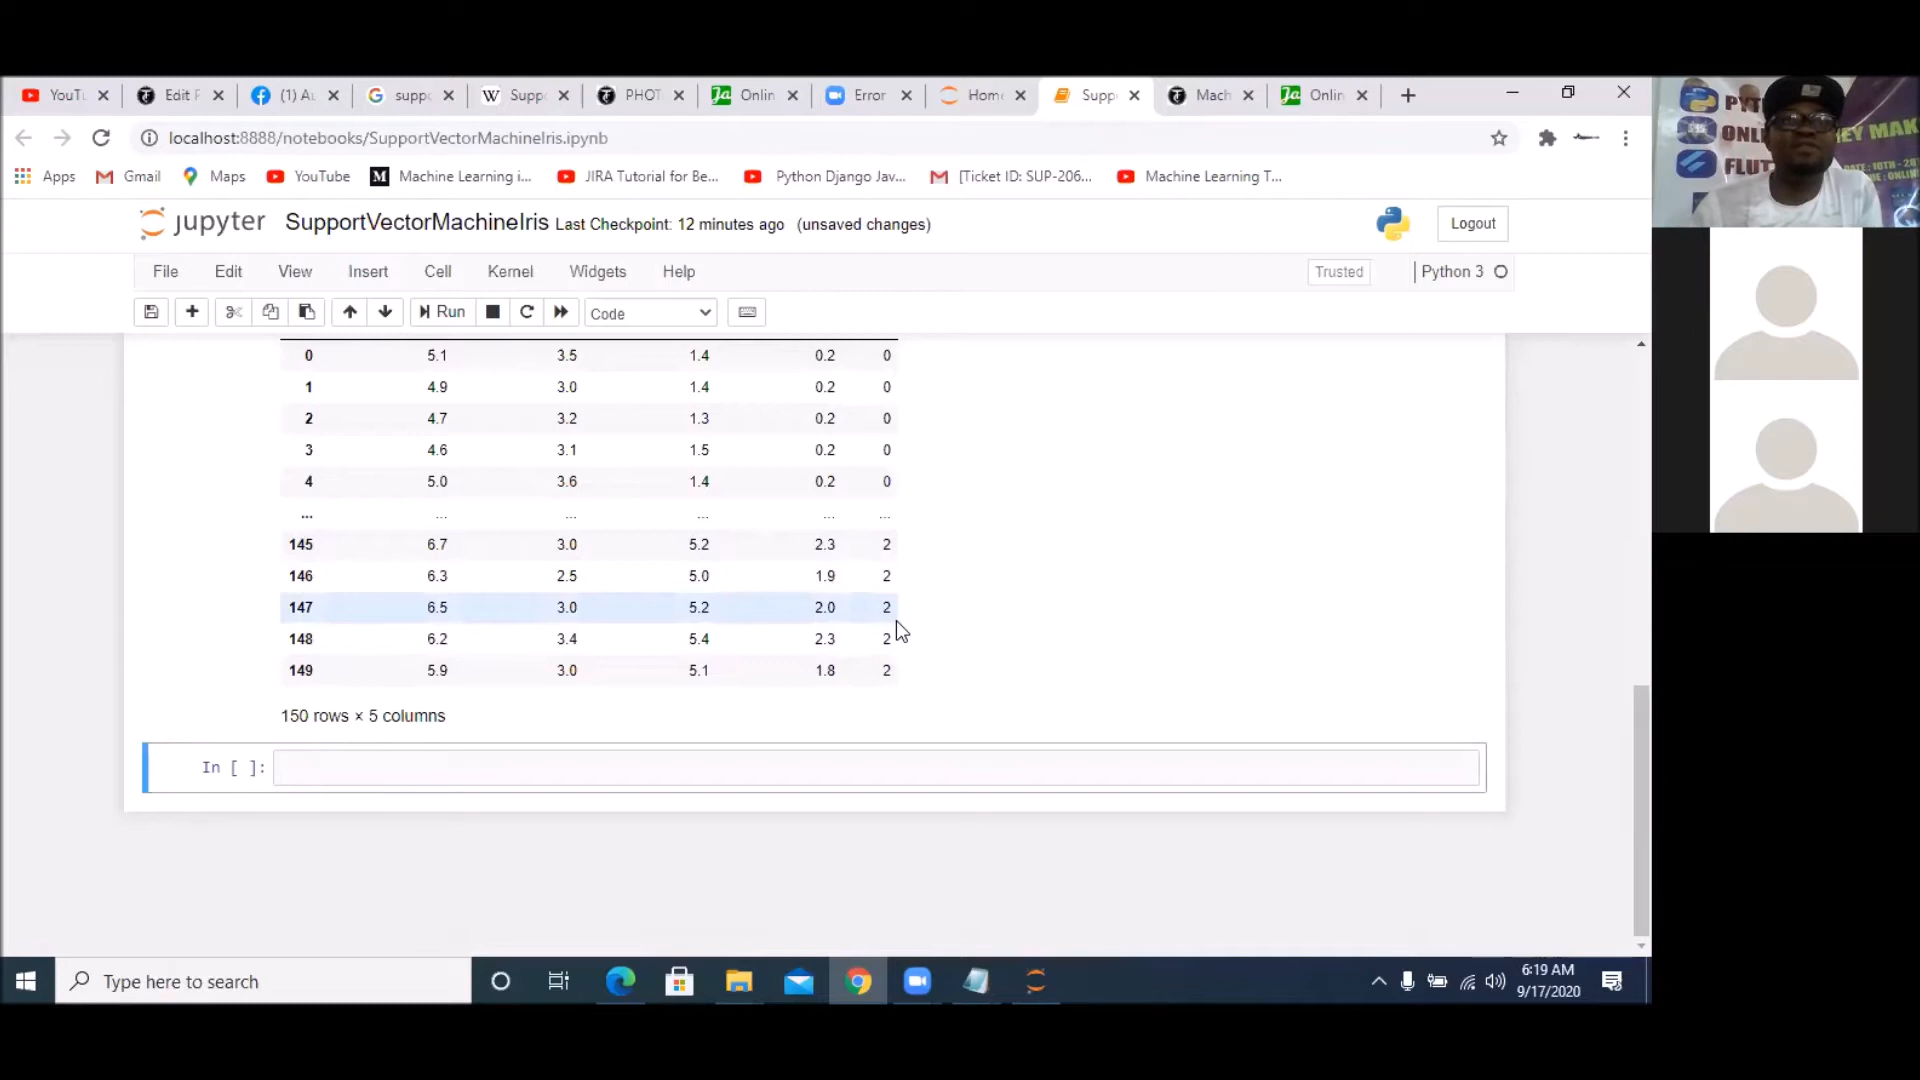 YouTu Edit F (1) Au suppo Suppo PHOT Onlin Error Home Suppo Mach Onlin
localhost:8888/notebooks/SupportVectorMachineIris.ipynb
Apps Gmail Maps YouTube Machine Learning i... JIRA Tutorial for Be... Python Django Jav... [Ticket ID: SUP-206... Machine Learning T...
jupyter SupportVectorMachineIris Last Checkpoint: 12 minutes ago (unsaved changes) Logout
File Edit View Insert Cell Kernel Widgets Help Trusted Python 3
Run Code
0 5.1 3.5 1.4 0.2 0
1 4.9 3.0 1.4 0.2 0
2 4.7 3.2 1.3 0.2 0
3 4.6 3.1 1.5 0.2 0
4 5.0 3.6 1.4 0.2 0
... ... ... ... ... ...
145 6.7 3.0 5.2 2.3 2
146 6.3 2.5 5.0 1.9 2
147 6.5 3.0 5.2 2.0 2
148 6.2 3.4 5.4 2.3 2
149 5.9 3.0 5.1 1.8 2
150 rows × 5 columns
In [ ]:
Type here to search
6:19 AM
9/17/2020
PYT
ONLI EY MAK
FLUT